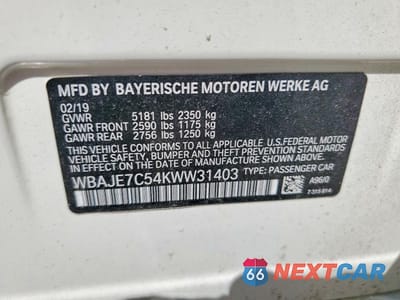 MFD BY BAYERISCHE MOTOREN WERKE AG
02/19
GVWR 5181 lbs 2350 kg
GAWR FRONT 2590 lbs 1175 kg
GAWR REAR 2756 lbs 1250 kg
THIS VEHICLE CONFORMS TO ALL APPLICABLE FEDERAL
MOTOR VEHICLE SAFETY, BUMPER, AND THEFT PREVENTION
STANDARDS IN EFFECT ON THE DATE OF MANUFACTURE
SHOWN ABOVE.
WBAJE7C54KWW31403 TYPE: PASSENGER CAR
A96/0
66 NEXTCAR